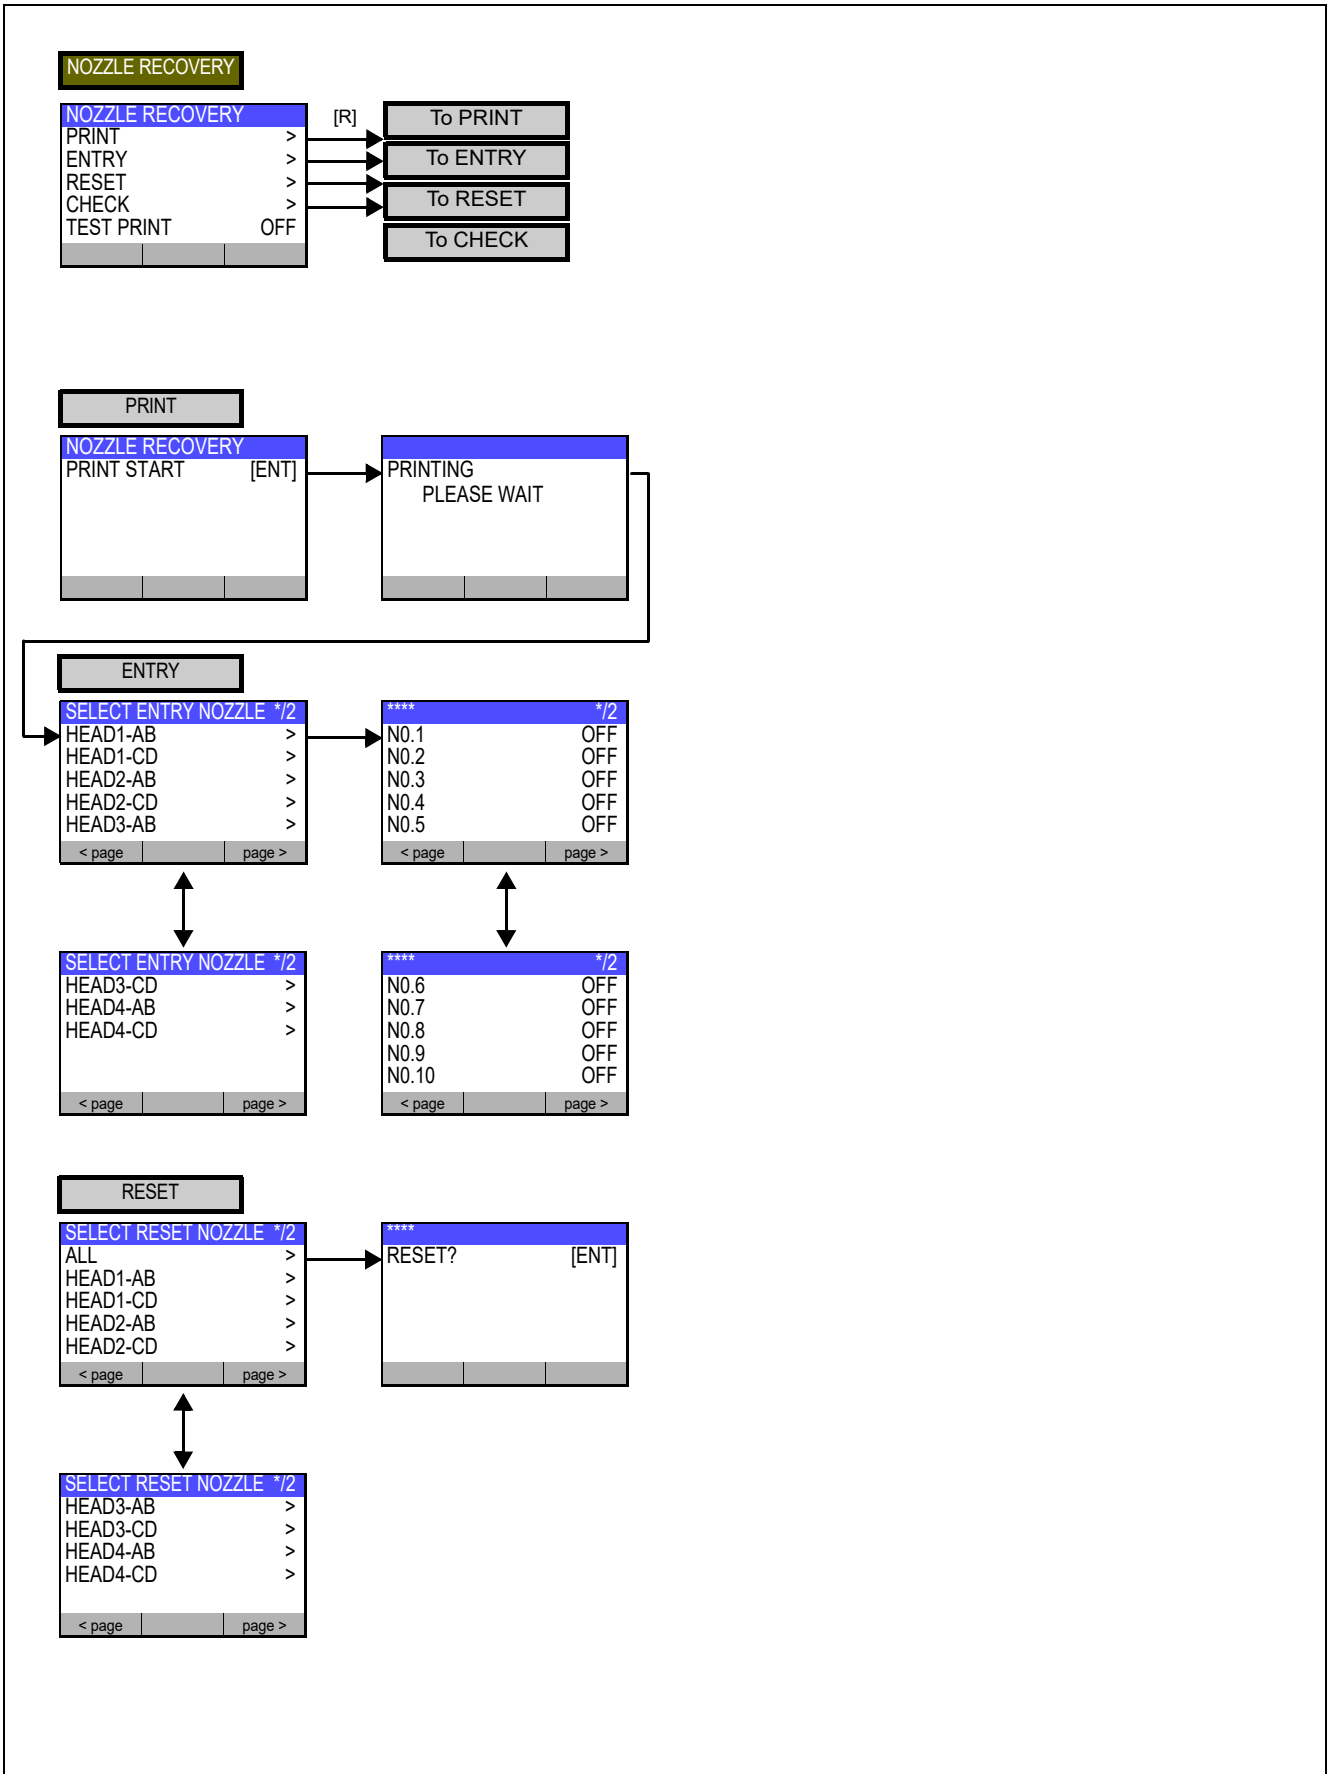 NOZZLE RECOVERY
NOZZLE RECOVERY
PRINT >
ENTRY >
RESET >
CHECK >
TEST PRINT OFF
[R]
To PRINT
To ENTRY
To RESET
To CHECK
PRINT
NOZZLE RECOVERY
PRINT START [ENT]
PRINTING
PLEASE WAIT
ENTRY
SELECT ENTRY NOZZLE */2
HEAD1-AB >
HEAD1-CD >
HEAD2-AB >
HEAD2-CD >
HEAD3-AB >
< page page >
**** */2
N0.1 OFF
N0.2 OFF
N0.3 OFF
N0.4 OFF
N0.5 OFF
< page page >
SELECT ENTRY NOZZLE */2
HEAD3-CD >
HEAD4-AB >
HEAD4-CD >
< page page >
**** */2
N0.6 OFF
N0.7 OFF
N0.8 OFF
N0.9 OFF
N0.10 OFF
< page page >
RESET
SELECT RESET NOZZLE */2
ALL >
HEAD1-AB >
HEAD1-CD >
HEAD2-AB >
HEAD2-CD >
< page page >
****
RESET? [ENT]
SELECT RESET NOZZLE */2
HEAD3-AB >
HEAD3-CD >
HEAD4-AB >
HEAD4-CD >
< page page >